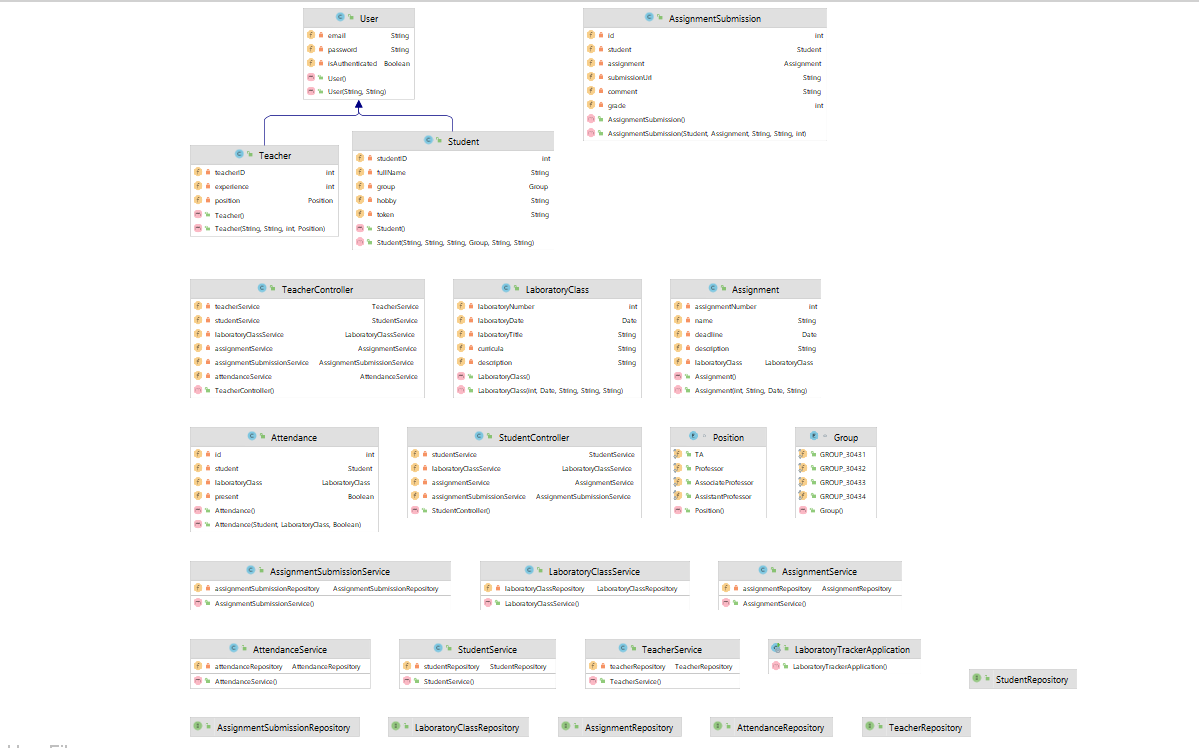 User
email String
password String
isAuthenticated Boolean
User()
User(String, String)
AssignmentSubmission
id int
student Student
assignment Assignment
submissionUrl String
comment String
grade int
AssignmentSubmission()
AssignmentSubmission(Student, Assignment, String, String, int)
Teacher
teacherID int
experience int
position Position
Teacher()
Teacher(String, String, int, Position)
Student
studentID int
fullName String
group Group
hobby String
token String
Student()
Student(String, String, String, Group, String, String)
TeacherController
teacherService TeacherService
studentService StudentService
laboratoryClassService LaboratoryClassService
assignmentService AssignmentService
assignmentSubmissionService AssignmentSubmissionService
attendanceService AttendanceService
TeacherController()
LaboratoryClass
laboratoryNumber int
laboratoryDate Date
laboratoryTitle String
curricula String
description String
LaboratoryClass()
LaboratoryClass(int, Date, String, String, String)
Assignment
assignmentNumber int
name String
deadline Date
description String
laboratoryClass LaboratoryClass
Assignment()
Assignment(int, String, Date, String)
Attendance
id int
student Student
laboratoryClass LaboratoryClass
present Boolean
Attendance()
Attendance(Student, LaboratoryClass, Boolean)
StudentController
studentService StudentService
laboratoryClassService LaboratoryClassService
assignmentService AssignmentService
assignmentSubmissionService AssignmentSubmissionService
StudentController()
Position
TA
Professor
AssociateProfessor
AssistantProfessor
Position()
Group
GROUP_30431
GROUP_30432
GROUP_30433
GROUP_30434
Group()
AssignmentSubmissionService
assignmentSubmissionRepository AssignmentSubmissionRepository
AssignmentSubmissionService()
LaboratoryClassService
laboratoryClassRepository LaboratoryClassRepository
LaboratoryClassService()
AssignmentService
assignmentRepository AssignmentRepository
AssignmentService()
AttendanceService
attendanceRepository AttendanceRepository
AttendanceService()
StudentService
studentRepository StudentRepository
StudentService()
TeacherService
teacherRepository TeacherRepository
TeacherService()
LaboratoryTrackerApplication
LaboratoryTrackerApplication()
StudentRepository
AssignmentSubmissionRepository
LaboratoryClassRepository
AssignmentRepository
AttendanceRepository
TeacherRepository